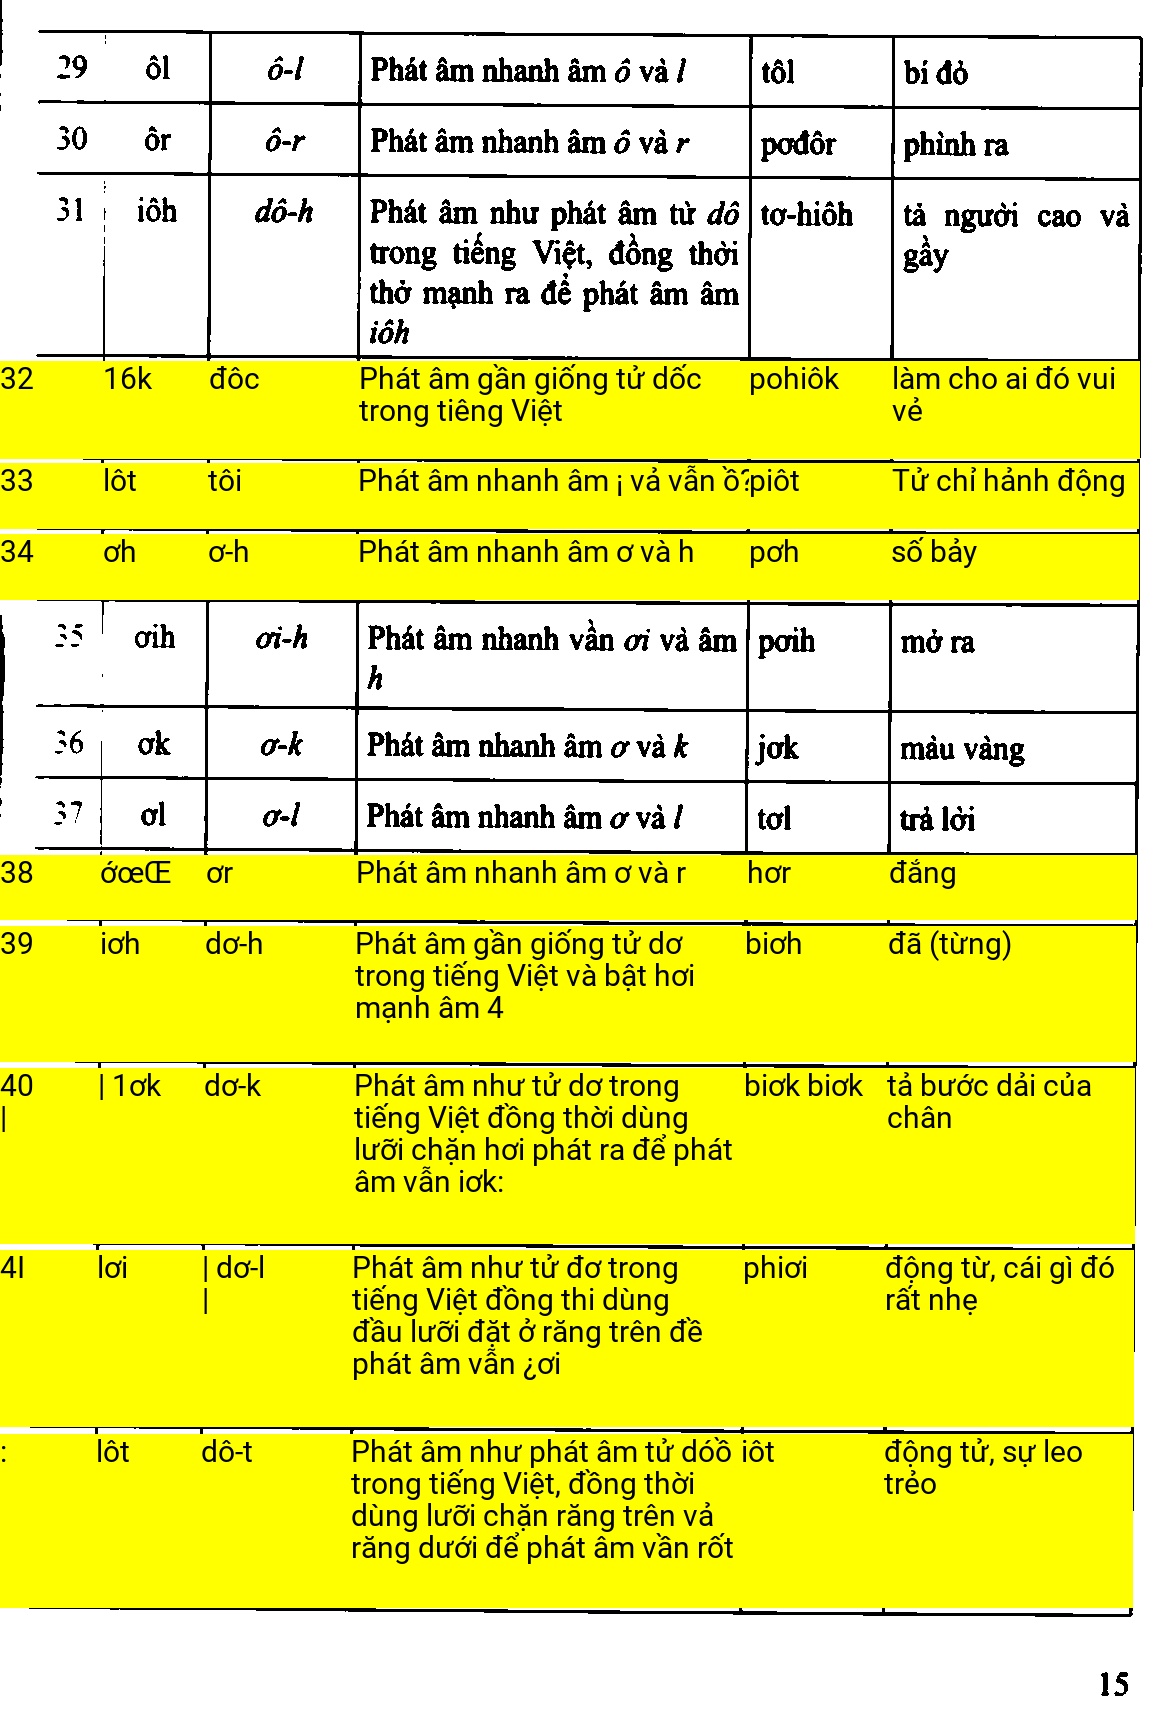 29 ôl ô-l Phát âm nhanh âm ô và l tôl bí đỏ
30 ôr ô-r Phát âm nhanh âm ô và r pơđôr phình ra
31 iôh dô-h Phát âm như phát âm từ dô tơ-hiôh tả người cao và
trong tiếng Việt, đồng thời gầy
thở mạnh ra để phát âm âm
iôh
32 16k đôc Phát âm gần giống tử dốc pohiôk làm cho ai đó vui
trong tiêng Việt vẻ
33 lôt tôi Phát âm nhanh âm ¡ vả vẫn ồ? piôt Tử chỉ hảnh động
34 ơh ơ-h Phát âm nhanh âm ơ và h pơh số bảy
35 ơih ơi-h Phát âm nhanh vần ơi và âm pơih mở ra
h
36 ơk ơ-k Phát âm nhanh âm ơ và k jơk màu vàng
37 ơl ơ-l Phát âm nhanh âm ơ và l tơl trả lời
38 ớœŒ ơr Phát âm nhanh âm ơ và r hơr đắng
39 iơh dơ-h Phát âm gần giống tử dơ biơh đã (từng)
trong tiếng Việt và bật hơi
mạnh âm 4
40 | 1ơk dơ-k Phát âm như tử dơ trong biơk biơk tả bước dải của
| tiếng Việt đồng thời dùng chân
lưỡi chặn hơi phát ra để phát
âm vẫn iơk:
4l lơi | dơ-l Phát âm như tử đơ trong phiơi động từ, cái gì đó
| tiếng Việt đồng thi dùng rất nhẹ
đầu lưỡi đặt ở răng trên đề
phát âm vẫn ¿ơi
: lôt dô-t Phát âm như phát âm tử dóồ iôt động tử, sự leo
trong tiếng Việt, đồng thời trẻo
dùng lưỡi chặn răng trên vả
răng dưới để phát âm vần rốt
15